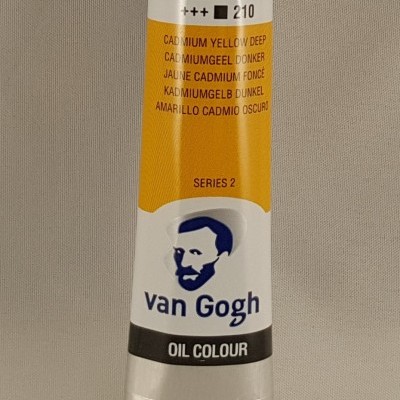 +++ ■ 210
CADMIUM YELLOW DEEP
CADMIUMGEEL DONKER
JAUNE CADMIUM FONCÉ
KADMIUMGELB DUNKEL
AMARILLO CADMIO OSCURO
SERIES 2
van Gogh
OIL COLOUR